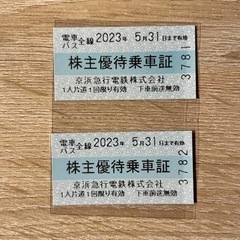 電車
バス 全線 2023年 5月31日まで有効
株主優待乗車証
京浜急行電鉄株式会社
1人片道1回限り有効 下車前途無効
3781
電車
バス 全線 2023年 5月31日まで有効
株主優待乗車証
京浜急行電鉄株式会社
1人片道1回限り有効 下車前途無効
3782